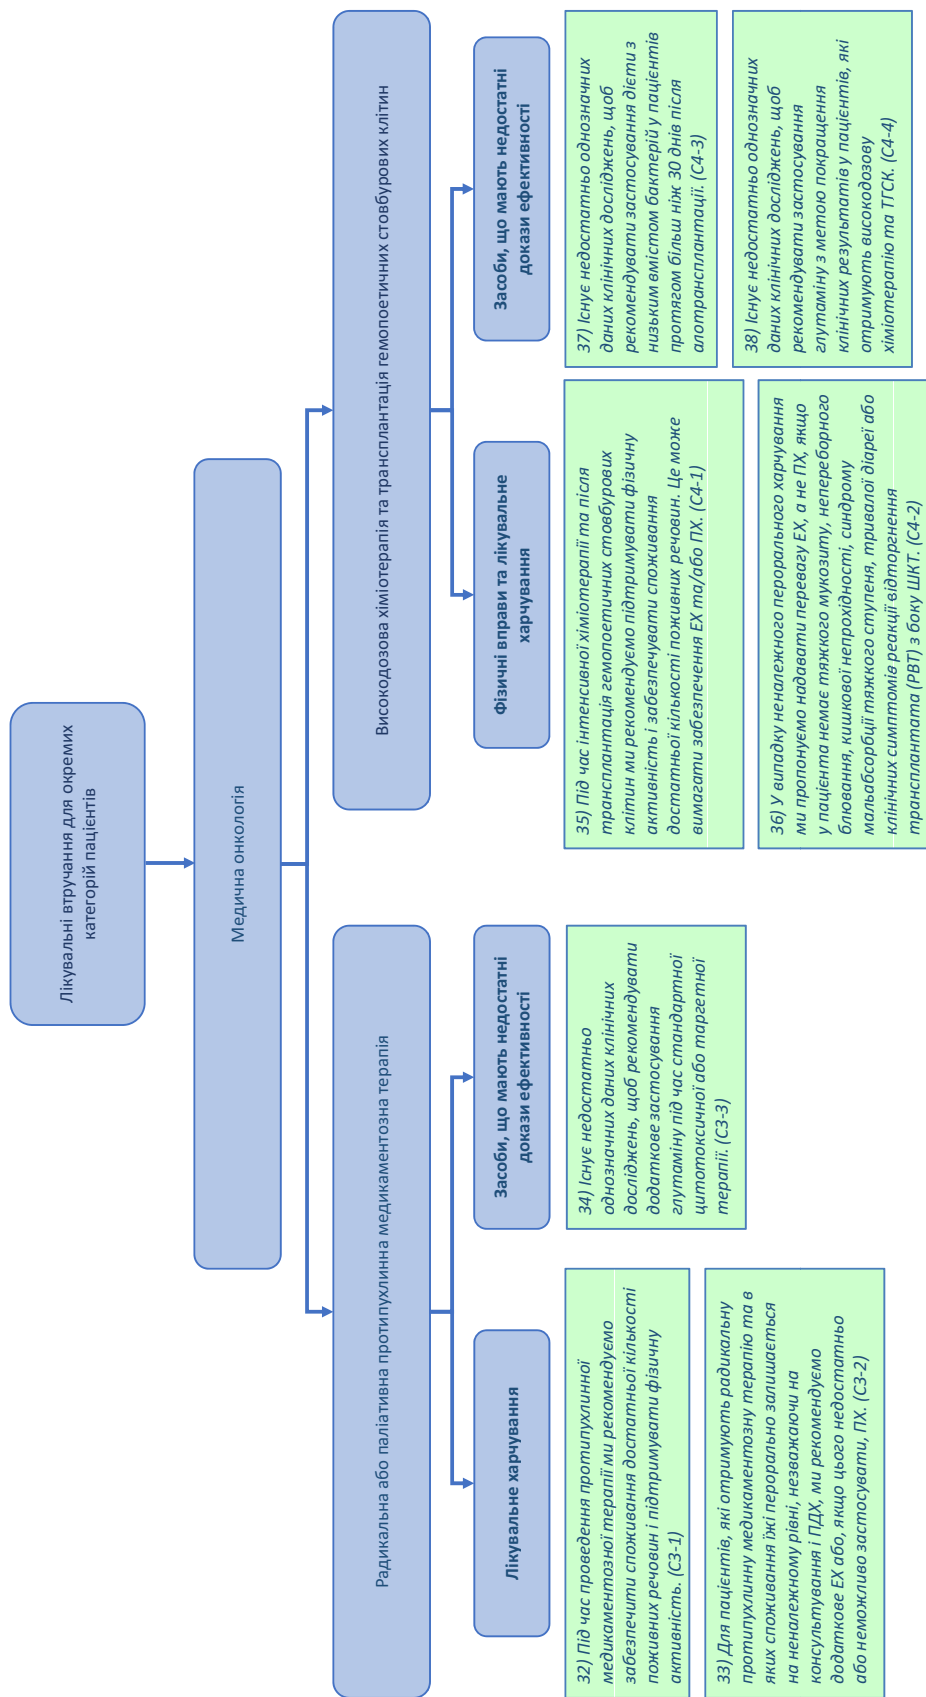 Лікувальні втручання для окремих
категорій пацієнтів
Медична онкологія
Радикальна або паліативна протипухлинна медикаментозна терапія
Високодозова хіміотерапія та трансплантація гемопоетичних стовбурових клітин
Лікувальне харчування
Засоби, що мають недостатні
докази ефективності
Фізичні вправи та лікувальне
харчування
Засоби, що мають недостатні
докази ефективності
32) Під час проведення протипухлинної
медикаментозної терапії ми рекомендуємо
забезпечити споживання достатньої кількості
поживних речовин і підтримувати фізичну
активність. (C3-1)
33) Для пацієнтів, які отримують радикальну
протипухлинну медикаментозну терапію та в
яких споживання їжі перорально залишається
на неналежному рівні, незважаючи на
консультування і ПДХ, ми рекомендуємо
додаткове ЕХ або, якщо цього недостатньо
або неможливо застосувати, ПХ. (C3-2)
34) Існує недостатньо
однозначних даних клінічних
досліджень, щоб рекомендувати
додаткове застосування
глутаміну під час стандартної
цитотоксичної або таргетної
терапії. (C3-3)
35) Під час інтенсивної хіміотерапії та після
трансплантація гемопоетичних стовбурових
клітин ми рекомендуємо підтримувати фізичну
активність і забезпечувати споживання
достатньої кількості поживних речовин. Це може
вимагати забезпечення ЕХ та/або ПХ. (C4-1)
36) У випадку неналежного перорального харчування
ми пропонуємо надавати перевагу ЕХ, а не ПХ, якщо
у пацієнта немає тяжкого мукозиту, непереборного
блювання, кишкової непрохідності, синдрому
мальабсорбції тяжкого ступеня, тривалої діареї або
клінічних симптомів реакції відторгнення
трансплантата (РВТ) з боку ШКТ. (C4-2)
37) Існує недостатньо однозначних
даних клінічних досліджень, щоб
рекомендувати застосування дієти з
низьким вмістом бактерій у пацієнтів
протягом більш ніж 30 днів після
алотрансплантації. (C4-3)
38) Існує недостатньо однозначних
даних клінічних досліджень, щоб
рекомендувати застосування
глутаміну з метою покращення
клінічних результатів у пацієнтів, які
отримують високодозову
хіміотерапію та ТГСК. (C4-4)